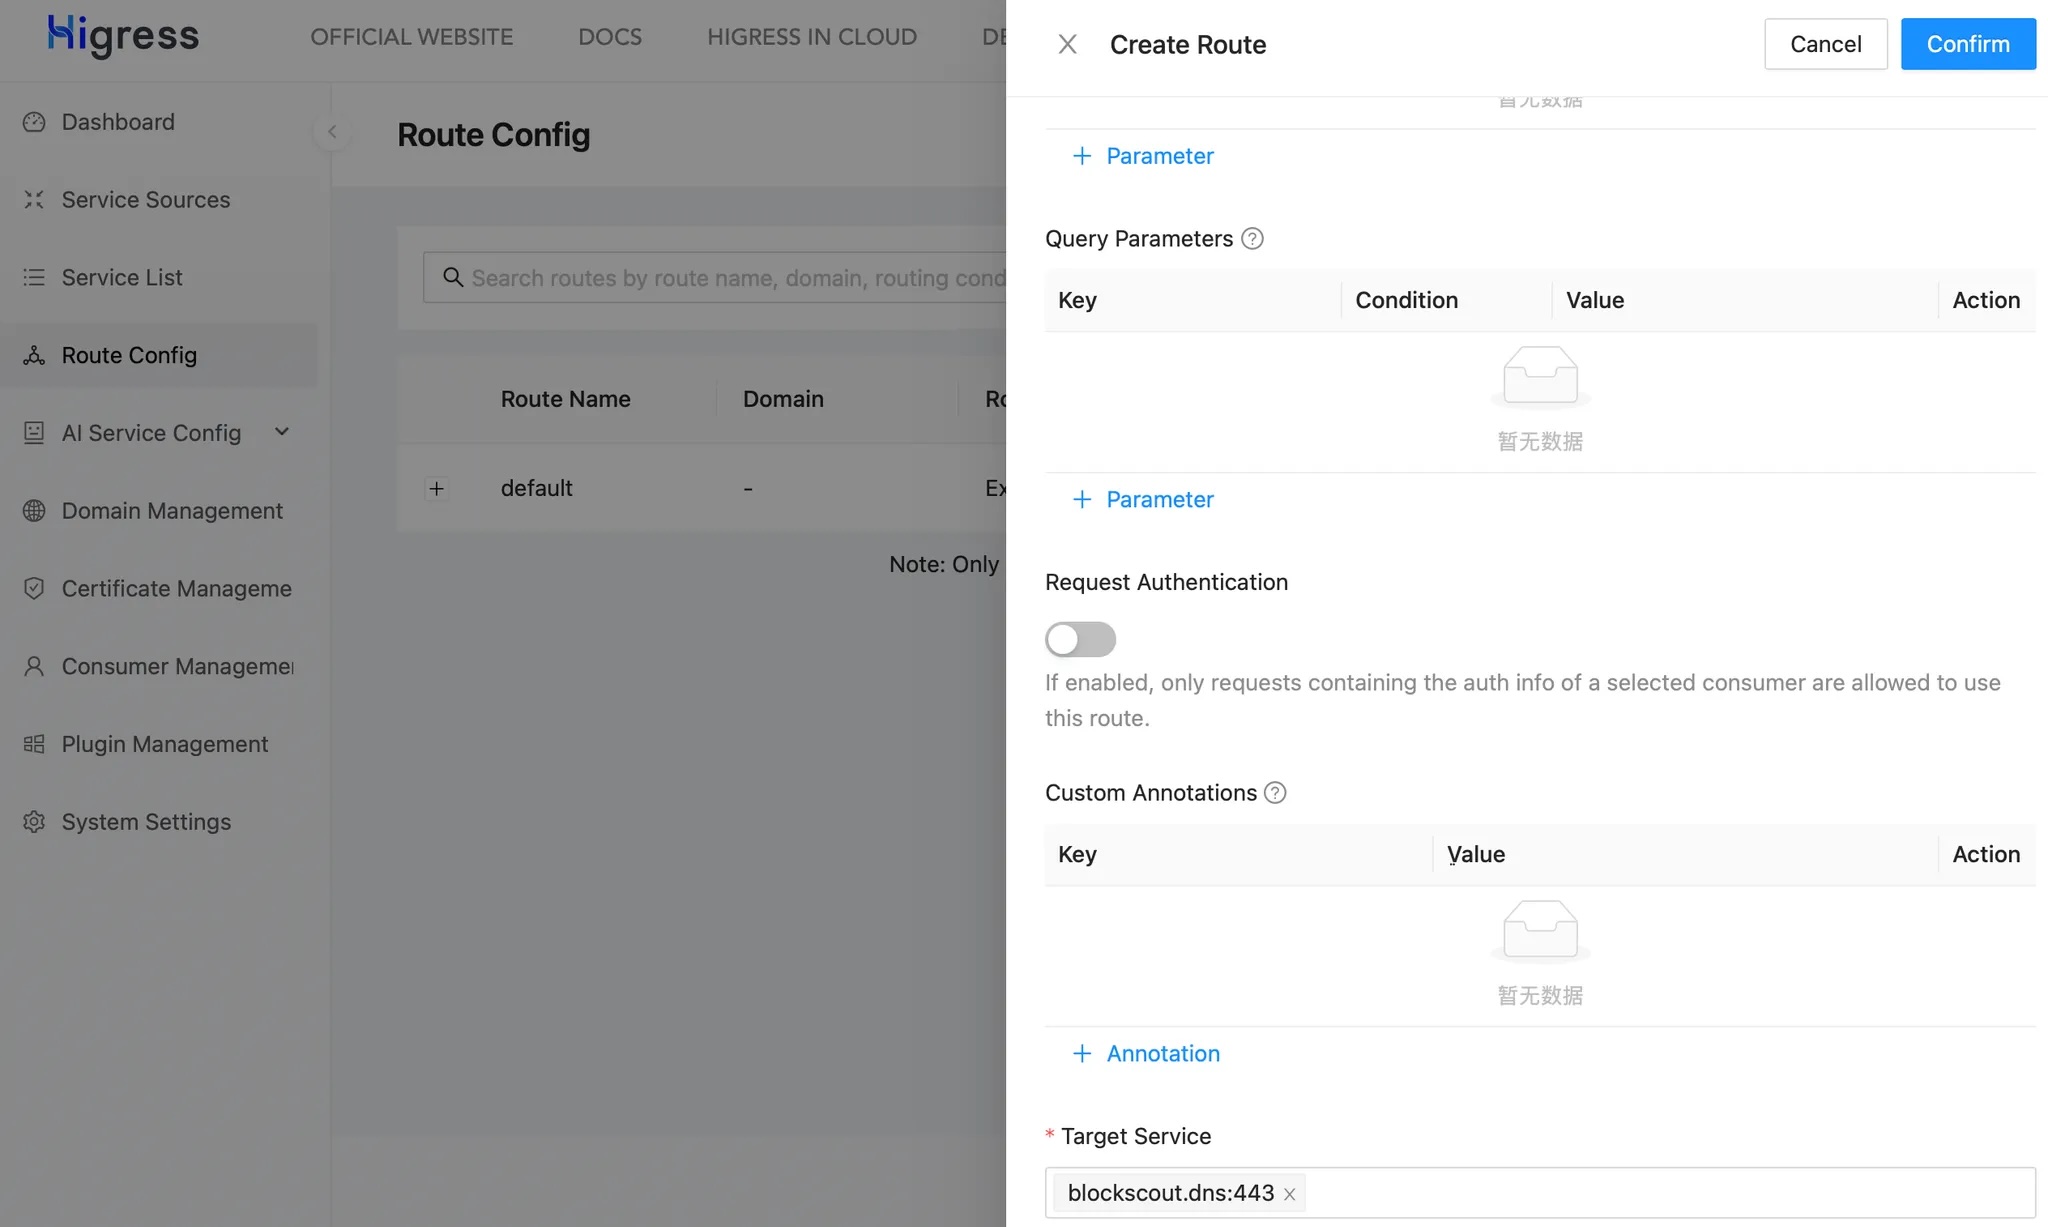 Higress
OFFICIAL WEBSITE
DOCS
HIGRESS IN CLOUD
DE
Create Route
Cancel
Confirm
Dashboard
Service Sources
Service List
Route Config
AI Service Config
Domain Management
Certificate Manageme
Consumer Managemen
Plugin Management
System Settings
Route Config
Search routes by route name, domain, routing cond
Route Name
Domain
Ro
default
-
Ex
Note: Only
暂无数据
+ Parameter
Query Parameters ?
Key
Condition
Value
Action
暂无数据
+ Parameter
Request Authentication
If enabled, only requests containing the auth info of a selected consumer are allowed to use
this route.
Custom Annotations ?
Key
Value
Action
暂无数据
+ Annotation
* Target Service
blockscout.dns:443 ×